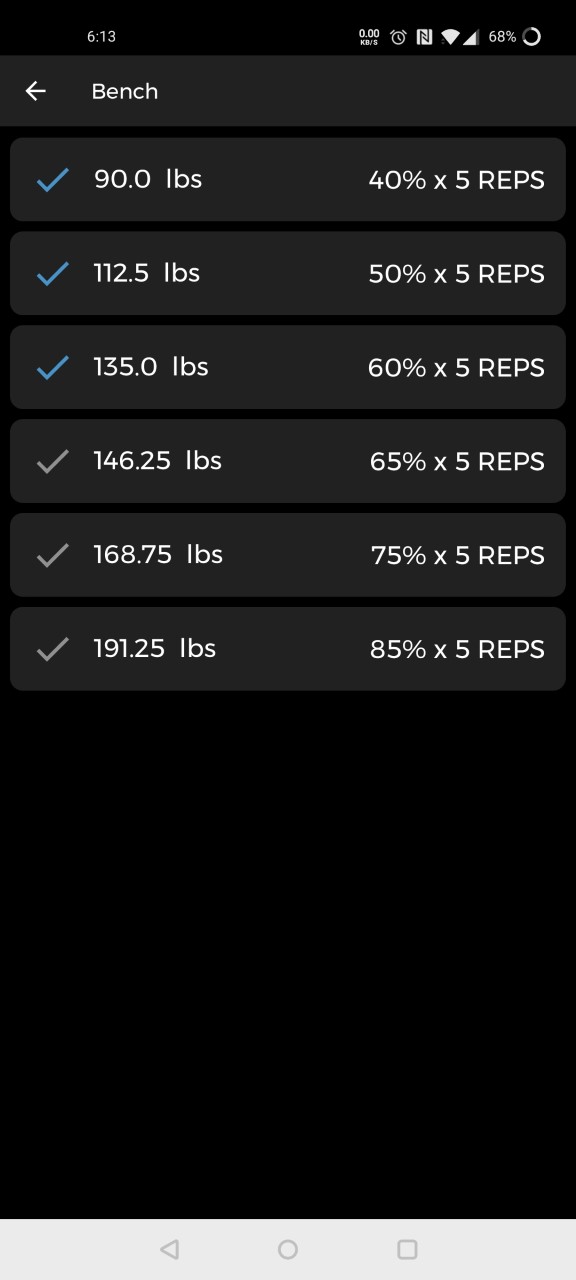 6:13
0.00
KB/S
68%
Bench
90.0 lbs 40% x 5 REPS
112.5 lbs 50% x 5 REPS
135.0 lbs 60% x 5 REPS
146.25 lbs 65% x 5 REPS
168.75 lbs 75% x 5 REPS
191.25 lbs 85% x 5 REPS